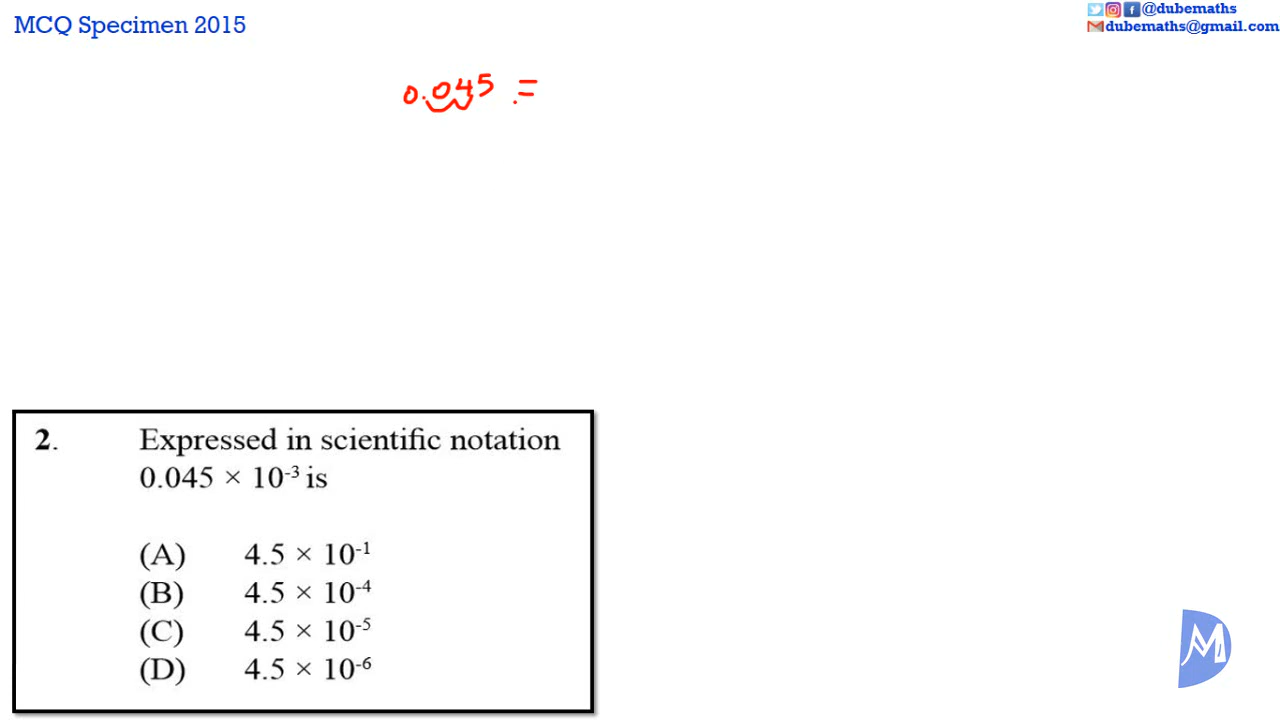 MCQ Specimen 2015
@dubemaths
dubemaths@gmail.com
0.045 =
2. Expressed in scientific notation
0.045 × 10⁻³ is
(A) 4.5 × 10⁻¹
(B) 4.5 × 10⁻⁴
(C) 4.5 × 10⁻⁵
(D) 4.5 × 10⁻⁶
M